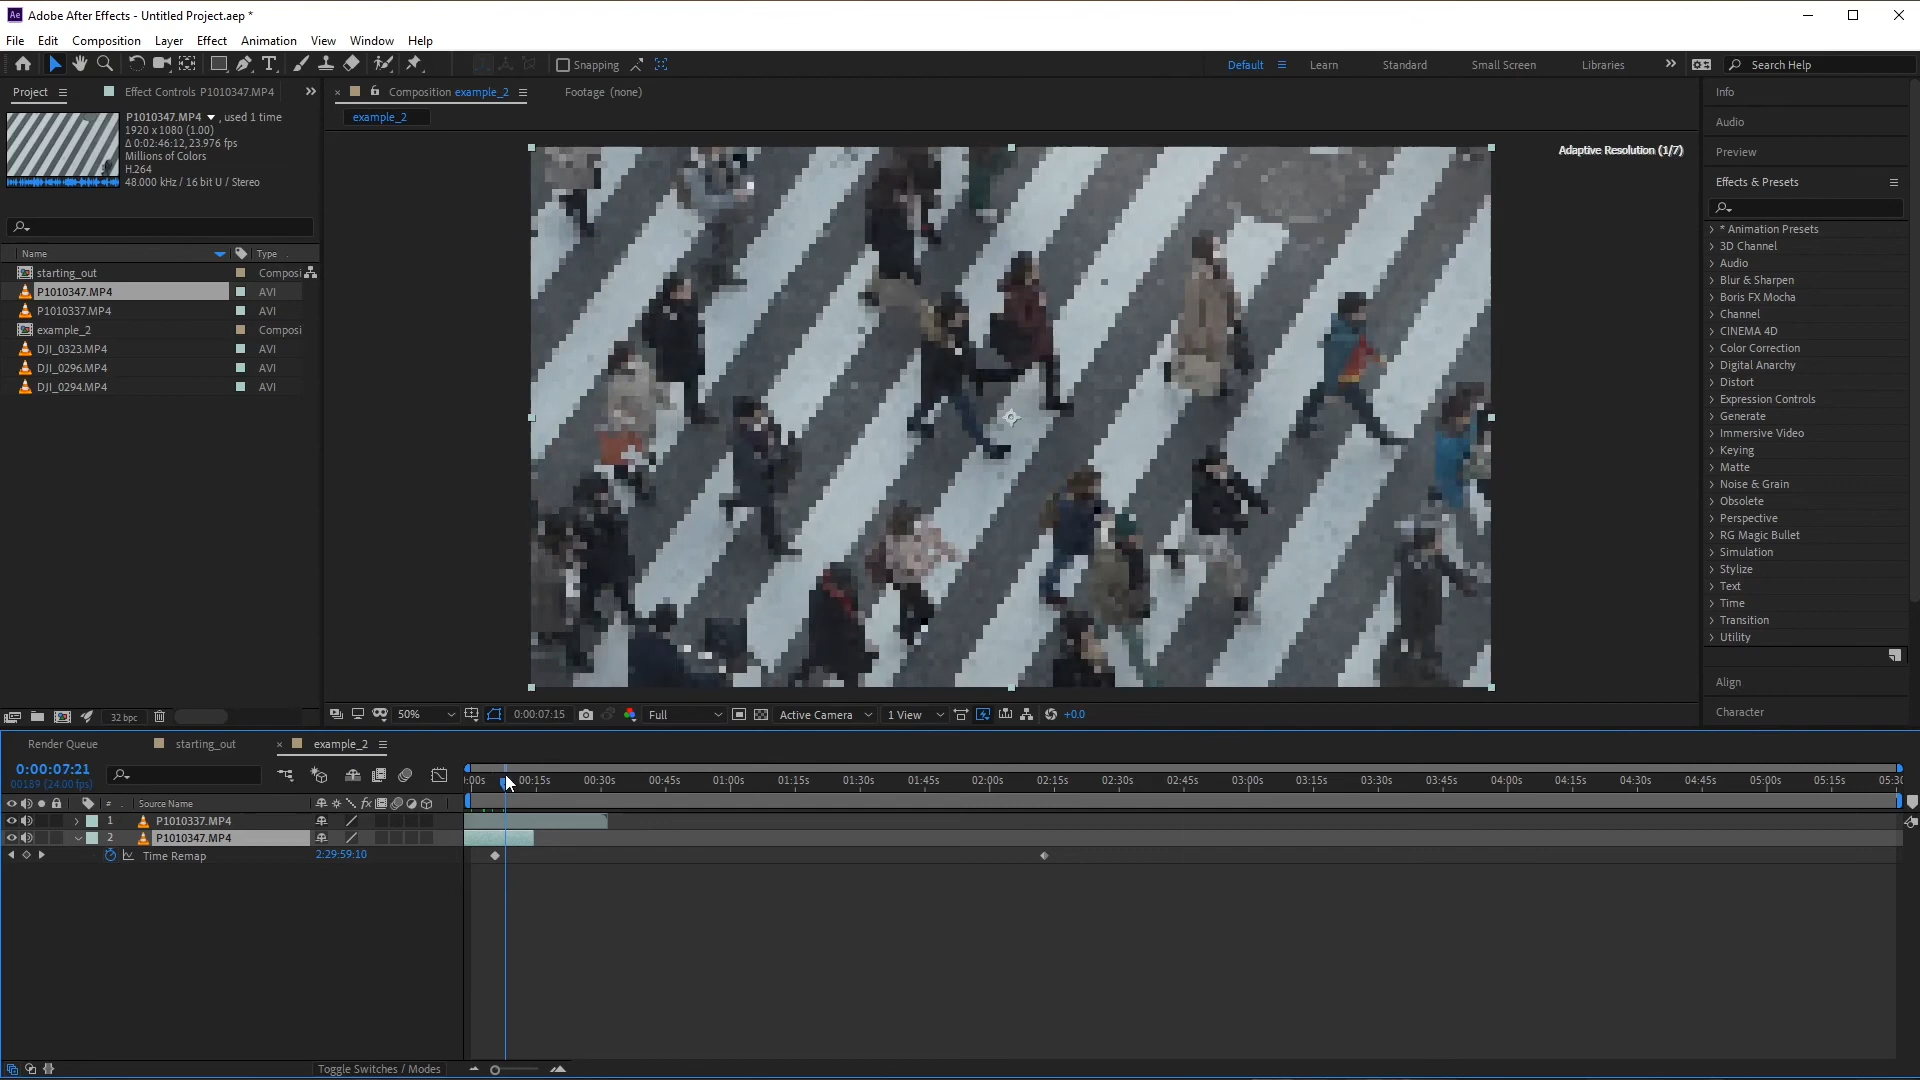 Ae Adobe After Effects - Untitled Project.aep *
File Edit Composition Layer Effect Animation View Window Help
Snapping Default Learn Standard Small Screen Libraries Search Help
Project Effect Controls P1010347.MP4 Composition example_2 Footage (none)
example_2
P1010347.MP4 , used 1 time
1920 x 1080 (1.00)
Δ 0:02:46:12, 23.976 fps
Millions of Colors
H.264
48.000 kHz / 16 bit U / Stereo
Name Type
starting_out Composi
P1010347.MP4 AVI
P1010337.MP4 AVI
example_2 Composi
DJI_0323.MP4 AVI
DJI_0296.MP4 AVI
DJI_0294.MP4 AVI
32 bpc
Adaptive Resolution (1/7)
50% 0:00:07:15 Full Active Camera 1 View +0.0
Info
Audio
Preview
Effects & Presets
* Animation Presets
3D Channel
Audio
Blur & Sharpen
Boris FX Mocha
Channel
CINEMA 4D
Color Correction
Digital Anarchy
Distort
Expression Controls
Generate
Immersive Video
Keying
Matte
Noise & Grain
Obsolete
Perspective
RG Magic Bullet
Simulation
Stylize
Text
Time
Transition
Utility
Align
Character
Render Queue starting_out example_2
0:00:07:21
00189 (24.00 fps)
:00s 00:15s 00:30s 00:45s 01:00s 01:15s 01:30s 01:45s 02:00s 02:15s 02:30s 02:45s 03:00s 03:15s 03:30s 03:45s 04:00s 04:15s 04:30s 04:45s 05:00s 05:15s 05:30
# Source Name fx
1 P1010337.MP4
2 P1010347.MP4
Time Remap 2:29:59:10
Toggle Switches / Modes